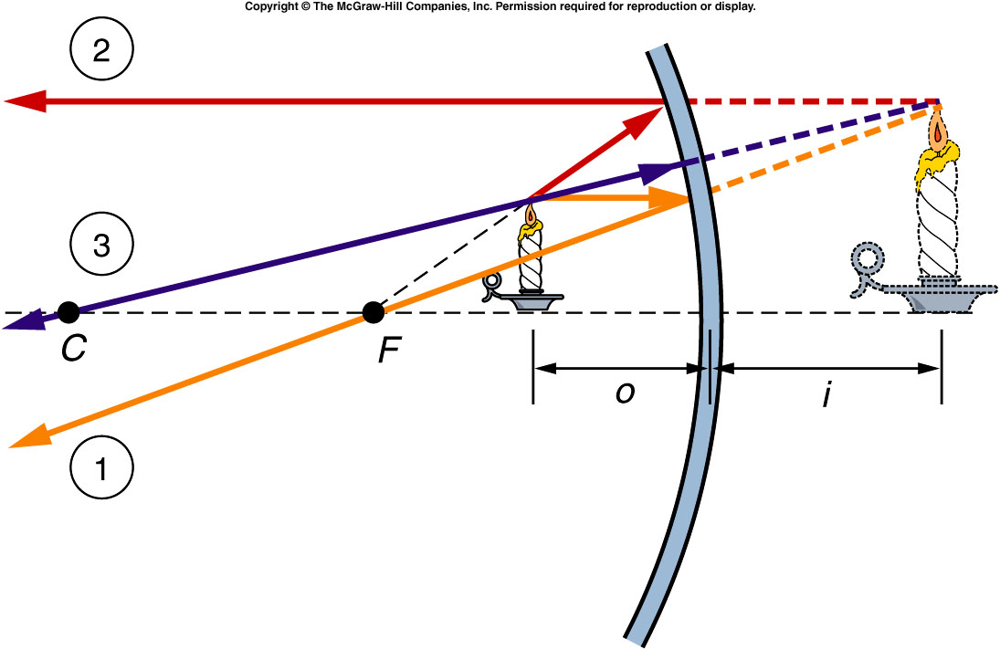 Copyright © The McGraw-Hill Companies, Inc. Permission required for reproduction or display.
2
3
C
F
o
i
1